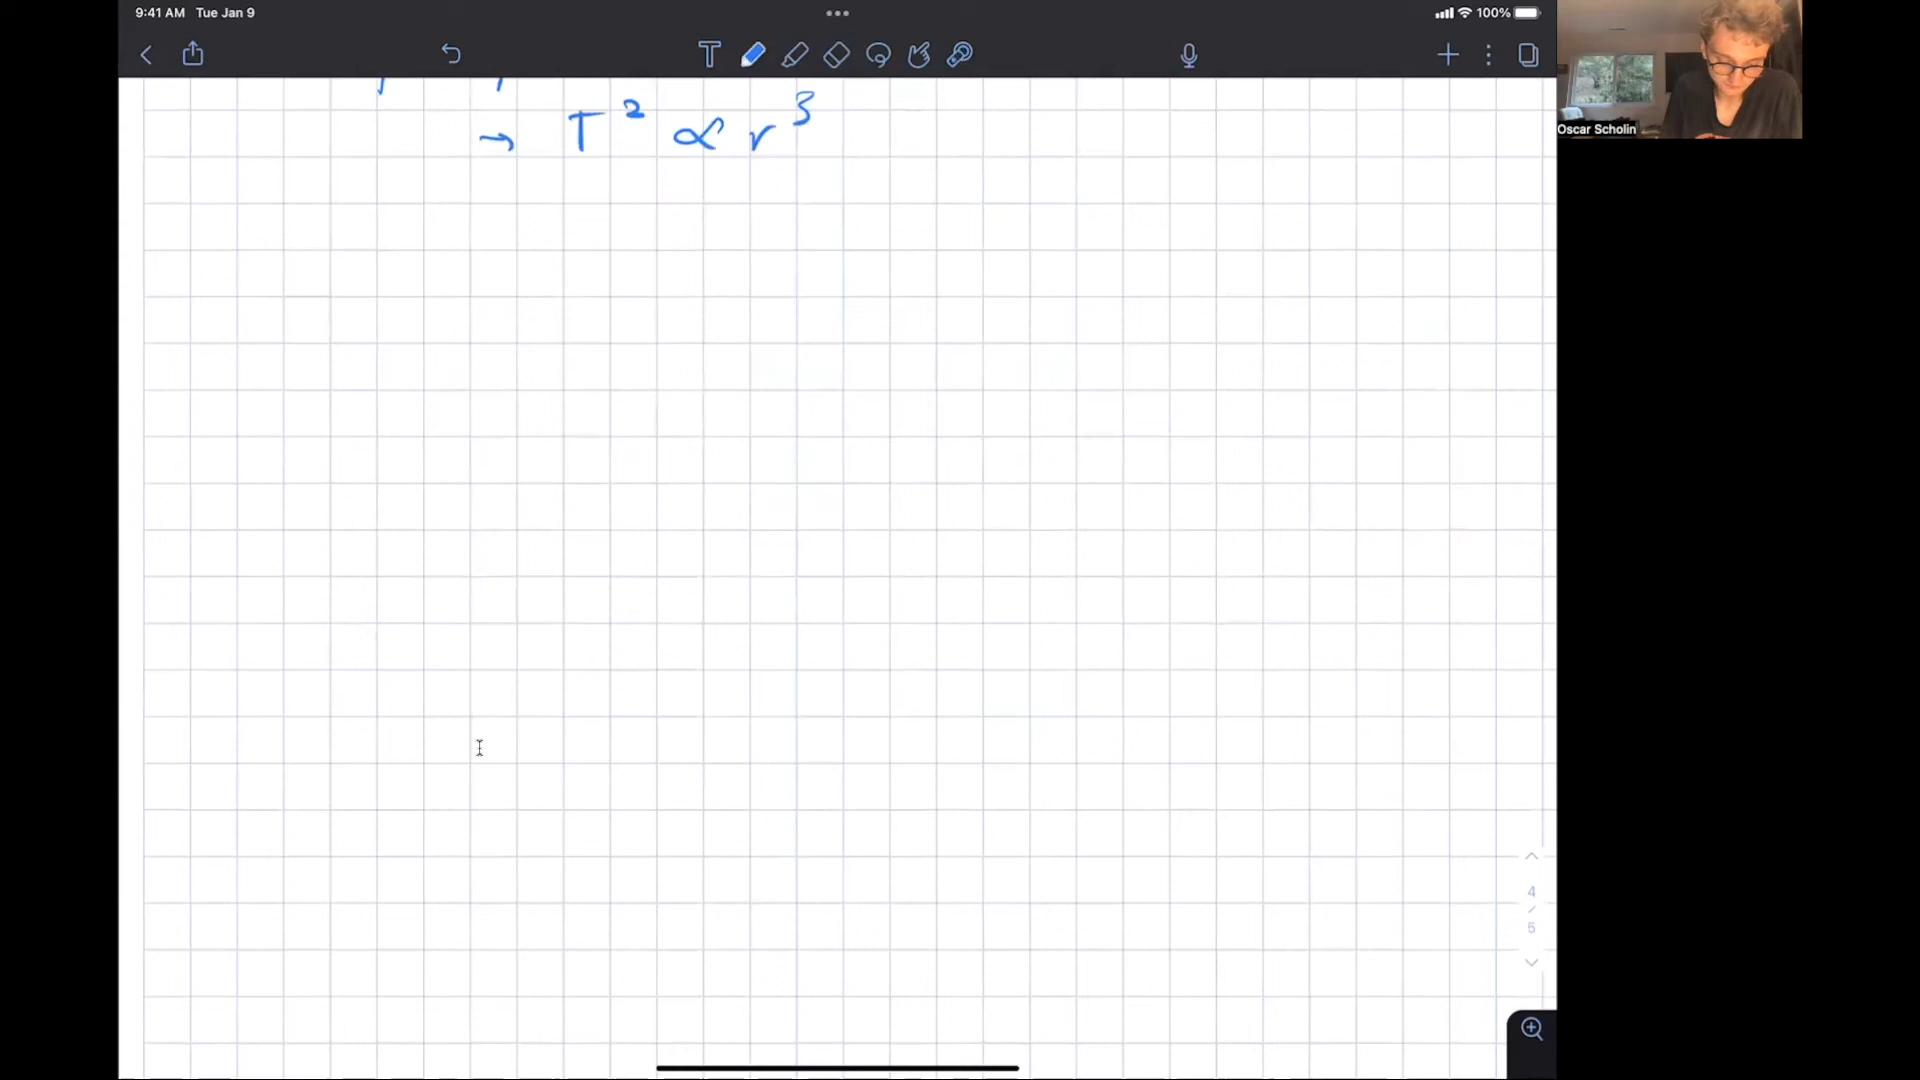 9:41 AM Tue Jan 9
100%
→ T² ∝ r³
Oscar Scholin
4
5